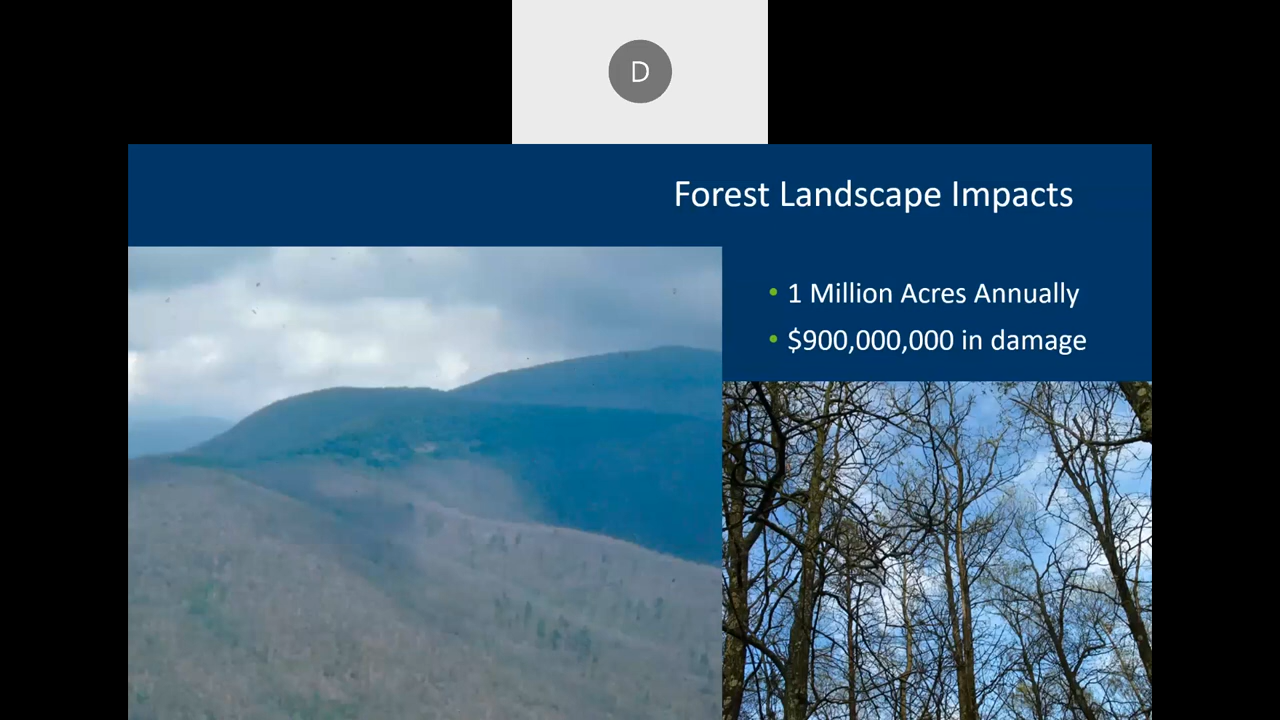 D
Forest Landscape Impacts
• 1 Million Acres Annually
• $900,000,000 in damage